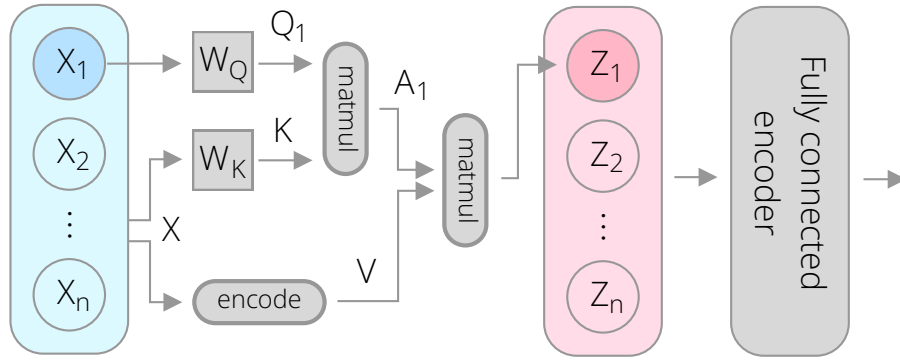 X1
X2
⋮
Xn
X
WQ
WK
encode
Q1
K
V
matmul
A1
matmul
Z1
Z2
⋮
Zn
Fully connected
encoder